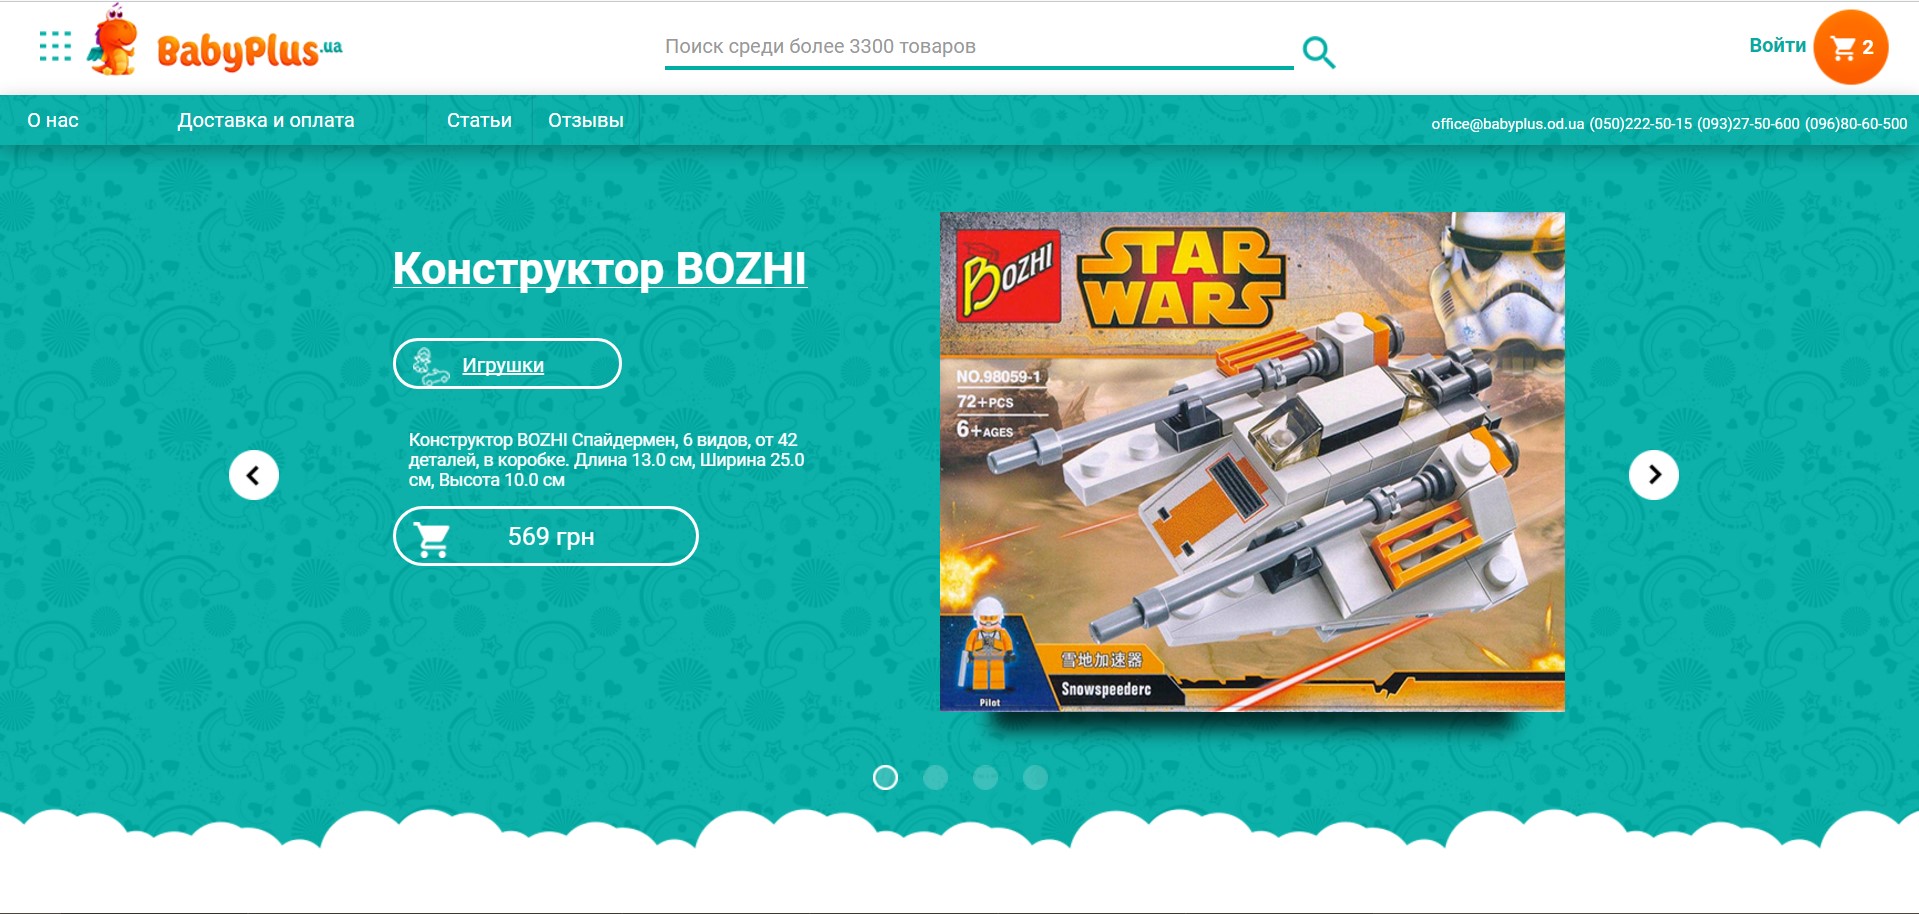 BabyPlus.ua
Поиск среди более 3300 товаров
Войти
2
О нас
Доставка и оплата
Статьи
Отзывы
office@babyplus.od.ua (050)222-50-15 (093)27-50-600 (096)80-60-500
Конструктор BOZHI
Игрушки
Конструктор BOZHI Спайдермен, 6 видов, от 42
деталей, в коробке. Длина 13.0 см, Ширина 25.0
см, Высота 10.0 см
569 грн
BOZHI
STAR
WARS
NO.98059-1
72+PCS
6+AGES
雪地加速器
Snowspeederc
Pilot